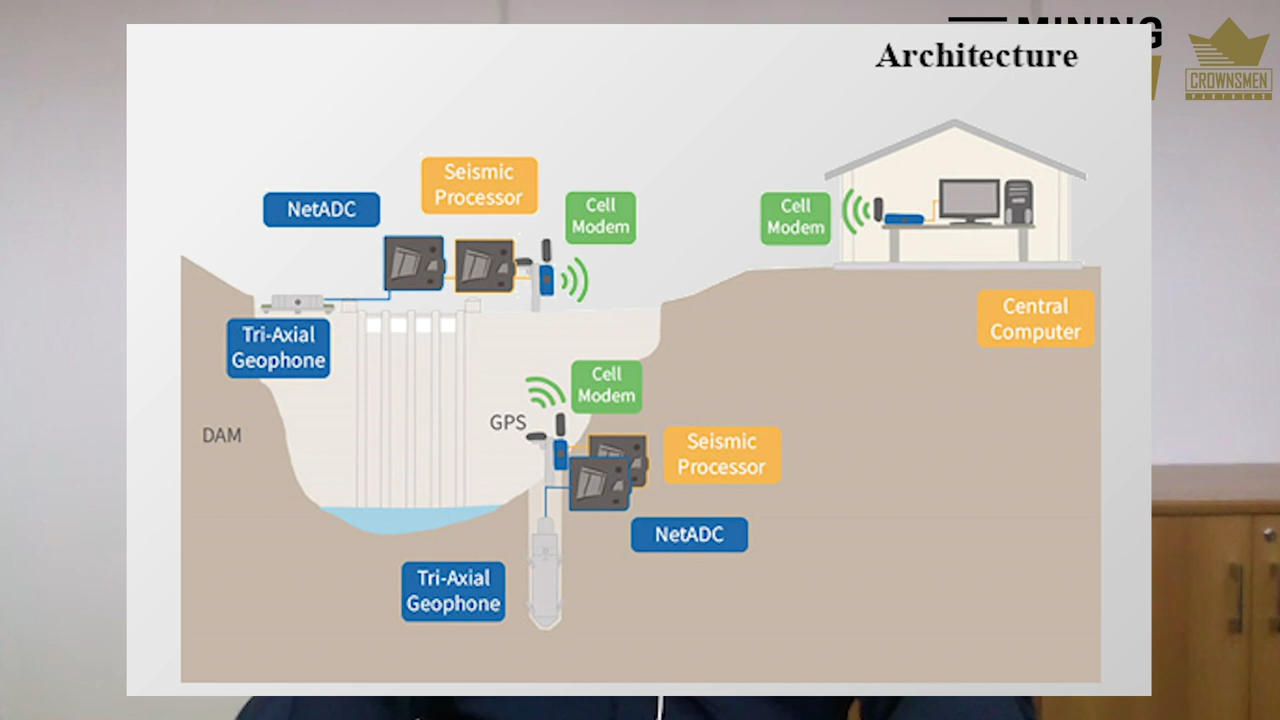 MINING
Architecture
CROWNSMEN
PARTNERS
Seismic
Processor
NetADC
Cell
Modem
Cell
Modem
Tri-Axial
Geophone
Central
Computer
Cell
Modem
GPS
DAM
Seismic
Processor
NetADC
Tri-Axial
Geophone